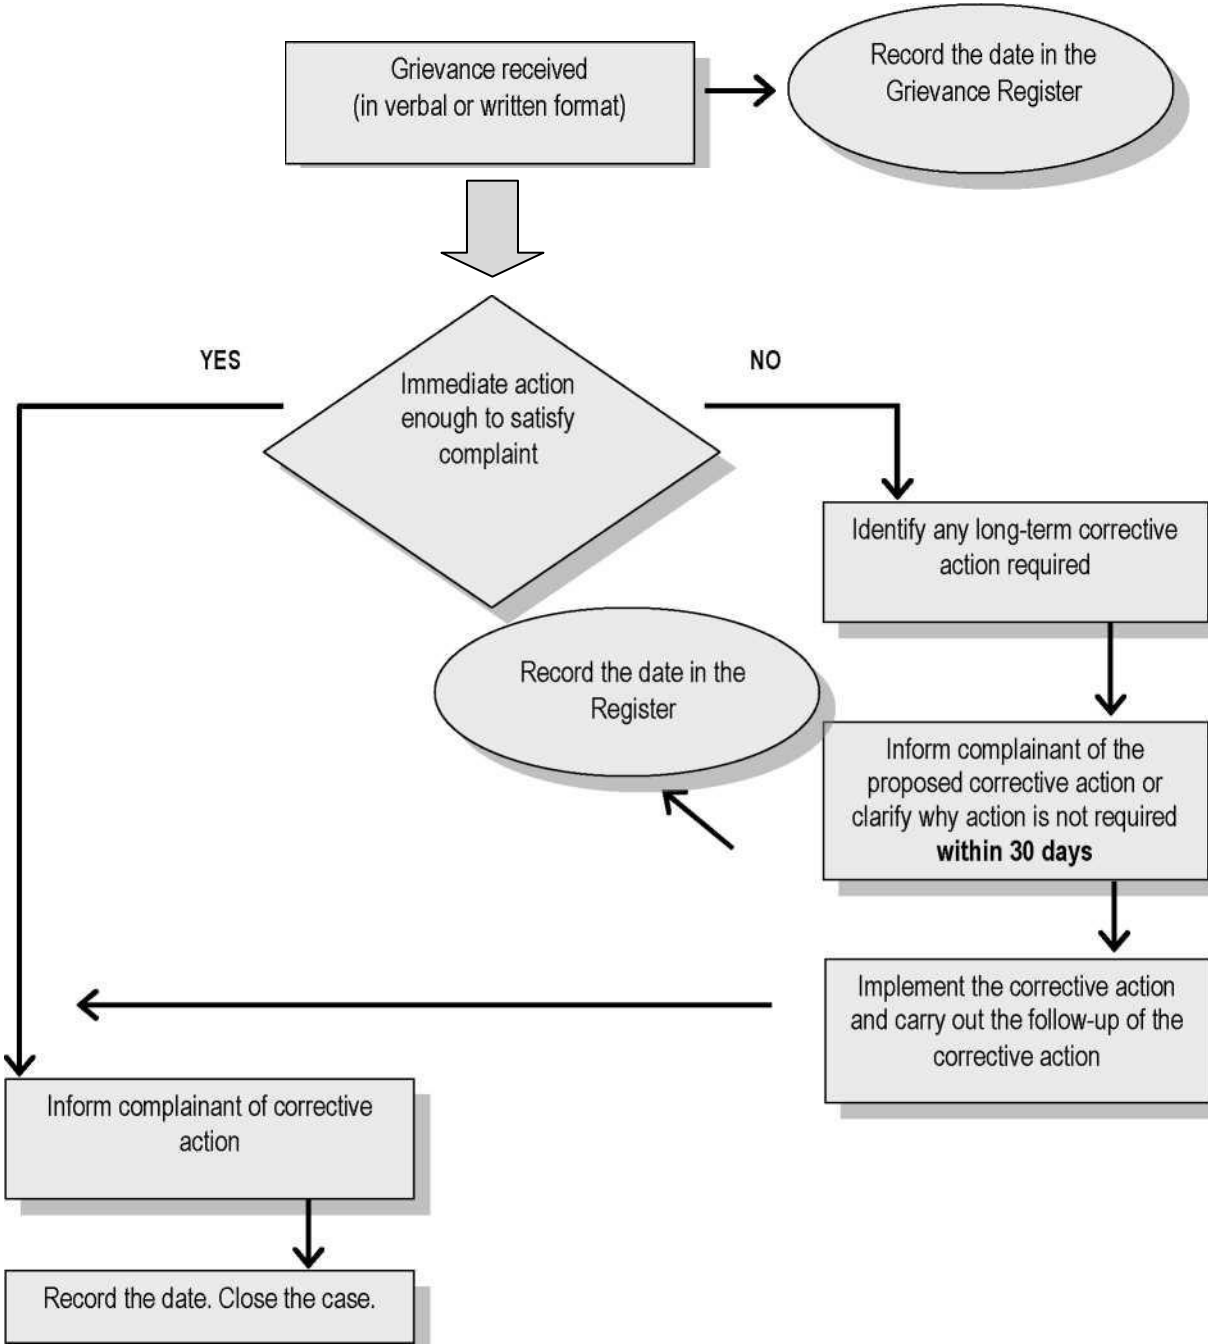 Grievance received
(in verbal or written format)
Record the date in the
Grievance Register
YES
NO
Immediate action
enough to satisfy
complaint
Identify any long-term corrective
action required
Record the date in the
Register
Inform complainant of the
proposed corrective action or
clarify why action is not required
within 30 days
Implement the corrective action
and carry out the follow-up of the
corrective action
Inform complainant of corrective
action
Record the date. Close the case.